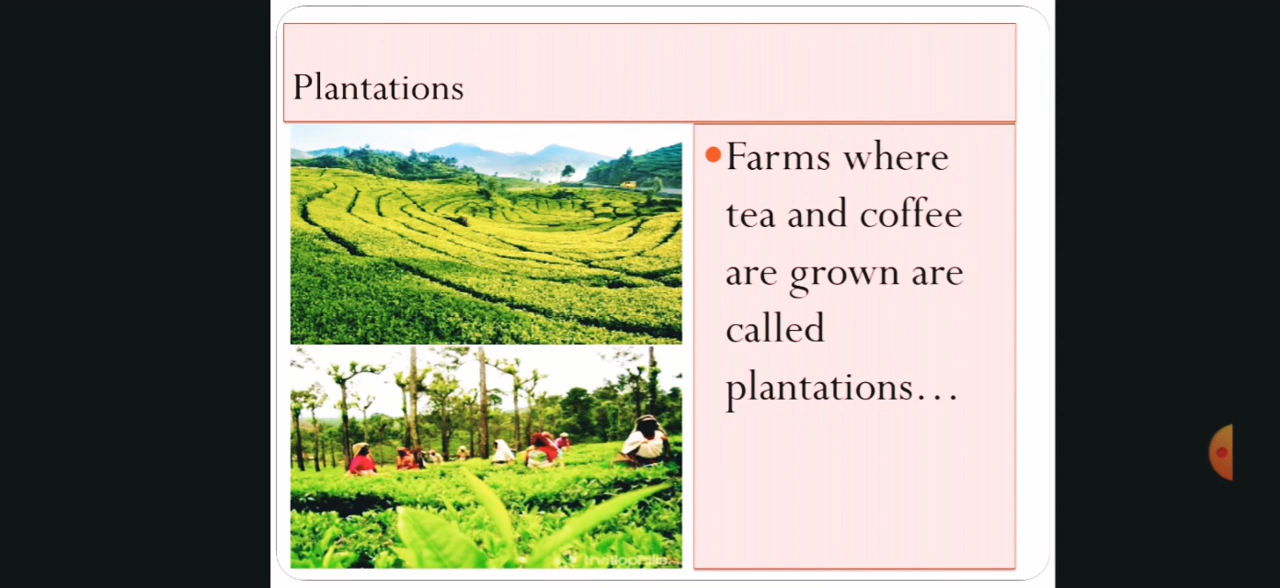 Plantations
Farms where
tea and coffee
are grown are
called
plantations…